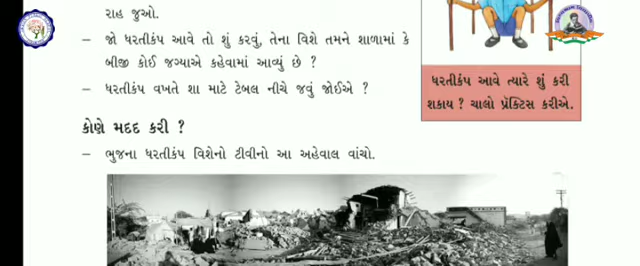 રાહ જુઓ.
– જો ધરતીકંપ આવે તો શું કરવું, તેના વિશે તમને શાળામાં કે
બીજી કોઈ જગ્યાએ કહેવામાં આવ્યું છે ?
– ધરતીકંપ વખતે શા માટે ટેબલ નીચે જવું જોઈએ ?
ધરતીકંપ આવે ત્યારે શું કરી
શકાય ? ચાલો પ્રૅક્ટિસ કરીએ.
કોણે મદદ કરી ?
– ભુજના ધરતીકંપ વિશેનો ટીવીનો આ અહેવાલ વાંચો.